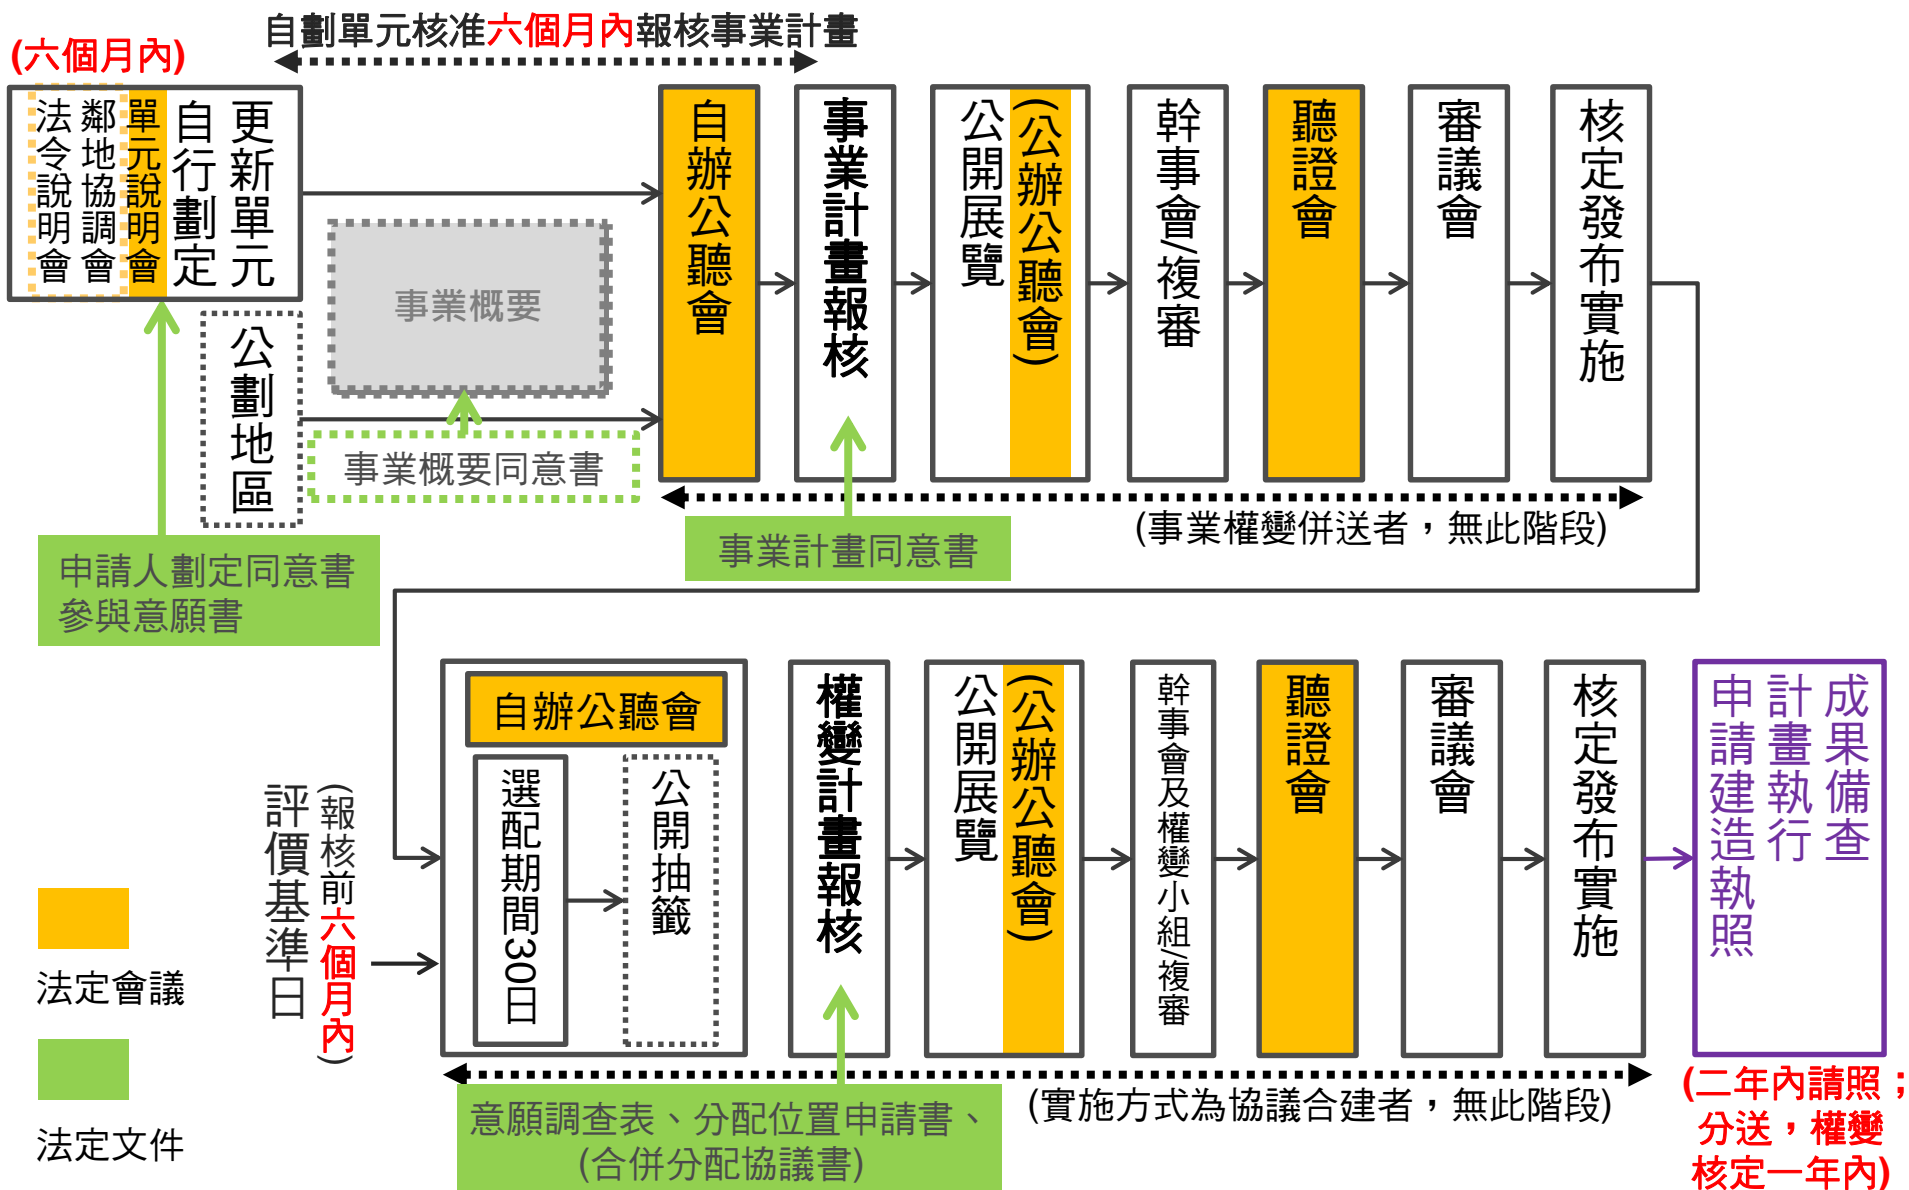 自劃單元核准六個月內報核事業計畫
(六個月內)
更新單元
自行劃定
單元說明會
鄰地協調會
法令說明會
公劃地區
事業概要
事業概要同意書
申請人劃定同意書
參與意願書
自辦公聽會
事業計畫報核
事業計畫同意書
公開展覽
(公辦公聽會)
幹事會/複審
聽證會
審議會
核定發布實施
(事業權變併送者，無此階段)
評價基準日
(報核前六個月內)
自辦公聽會
選配期間30日
公開抽籤
權變計畫報核
意願調查表、分配位置申請書、
(合併分配協議書)
公開展覽
(公辦公聽會)
幹事會及權變小組/複審
聽證會
審議會
核定發布實施
(實施方式為協議合建者，無此階段)
申請建造執照
計畫執行
成果備查
(二年內請照；
分送，權變
核定一年內)
法定會議
法定文件